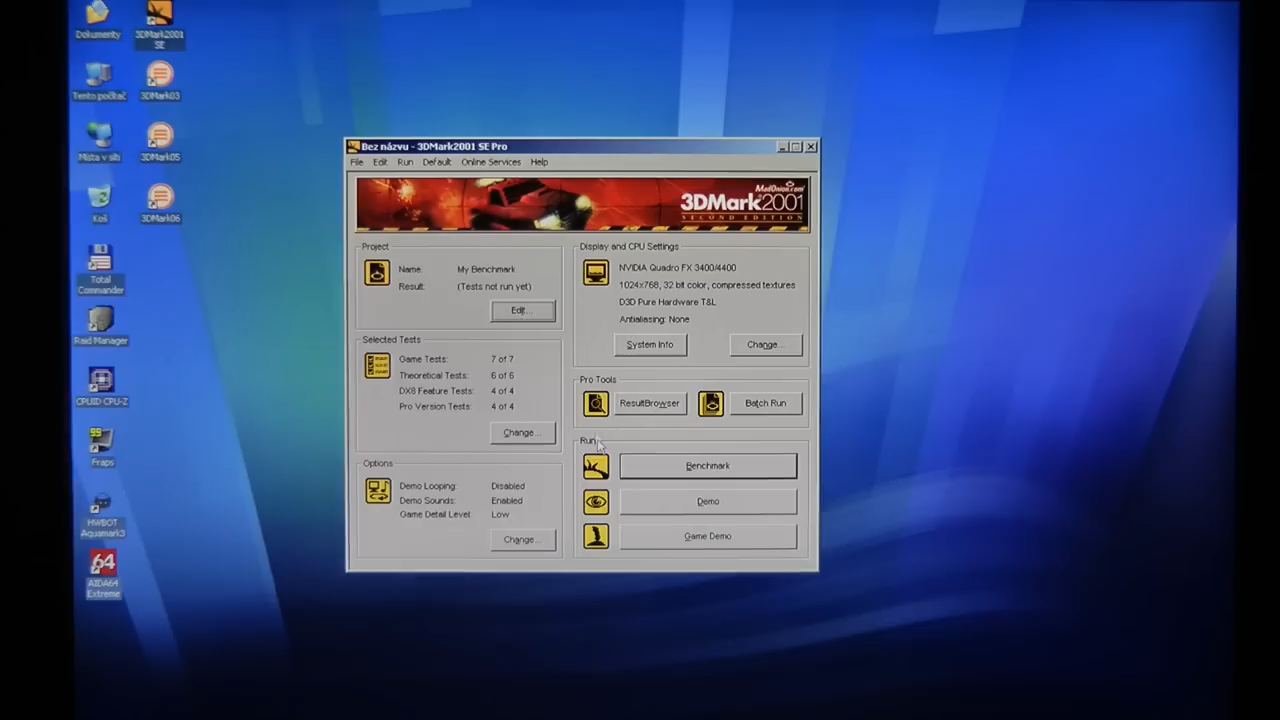 Dokumenty
3DMark2001
SE
Tento počítač
3DMark03
Místa v síti
3DMark05
Koš
3DMark06
Total
Commander
Raid Manager
CPUID CPU-Z
99
Fraps
HWBOT
Aquamark3
64
AIDA64
Extreme
Bez názvu - 3DMark2001 SE Pro
File Edit Run Default Online Services Help
MadOnion.com
3DMark2001
SECOND EDITION
Project
Name: My Benchmark
Result: (Tests not run yet)
Edit...
Selected Tests
Game Tests: 7 of 7
Theoretical Tests: 6 of 6
DX8 Feature Tests: 4 of 4
Pro Version Tests: 4 of 4
Change...
Options
Demo Looping: Disabled
Demo Sounds: Enabled
Game Detail Level: Low
Change...
Display and CPU Settings
NVIDIA Quadro FX 3400/4400
1024x768, 32 bit color, compressed textures
D3D Pure Hardware T&L
Antialiasing: None
System Info Change...
Pro Tools
ResultBrowser Batch Run
Run
Benchmark
Demo
Game Demo